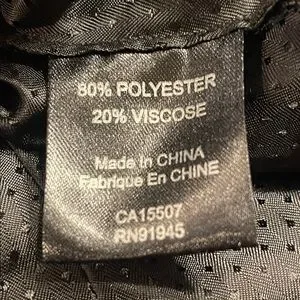 80% POLYESTER
20% VISCOSE
Made In CHINA
Fabrique En CHINE
CA15507
RN91945